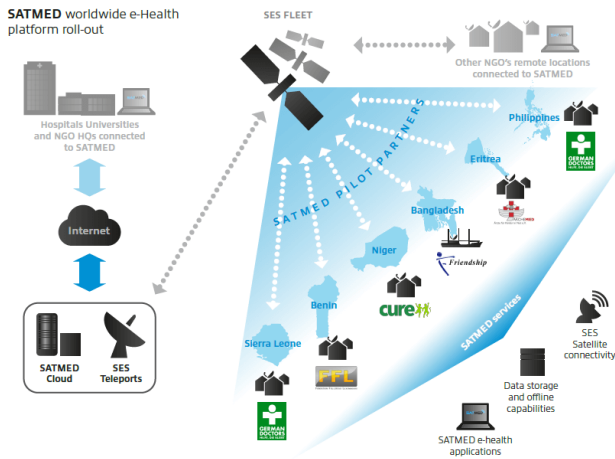 SATMED worldwide e-Health
platform roll-out
SES FLEET
Other NGO's remote locations
connected to SATMED
Hospitals Universities
and NGO HQs connected
to SATMED
Internet
SATMED
Cloud
SES
Teleports
SATMED PILOT PARTNERS
Philippines
GERMAN
DOCTORS
Eritrea
Bangladesh
Friendship
Niger
cure
Benin
FFL
Sierra Leone
GERMAN
DOCTORS
SATMED services
SES
Satellite
connectivity
Data storage
and offline
capabilities
SATMED e-health
applications